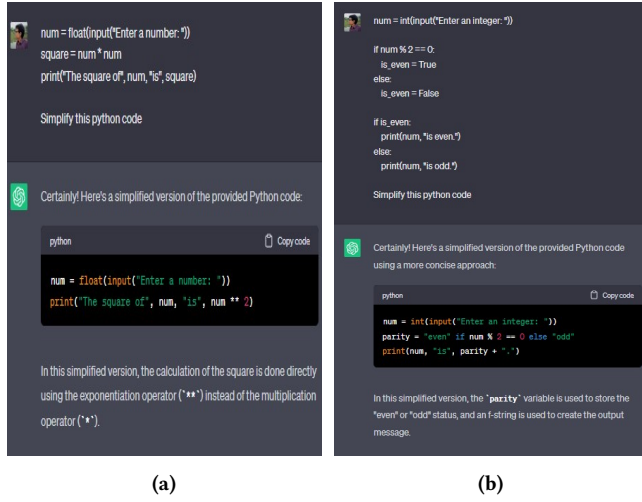 num = float(input("Enter a number: "))
square = num * num
print("The square of", num, "is", square)
Simplify this python code
Certainly! Here's a simplified version of the provided Python code:
python
Copy code
num = float(input("Enter a number: "))
print("The square of", num, "is", num ** 2)
In this simplified version, the calculation of the square is done directly
using the exponentiation operator (`**`) instead of the multiplication
operator (`*`).
(a)
num = int(input("Enter an integer: "))
if num % 2 == 0:
is_even = True
else:
is_even = False
if is_even:
print(num, "is even.")
else:
print(num, "is odd.")
Simplify this python code
Certainly! Here's a simplified version of the provided Python code
using a more concise approach:
python
Copy code
num = int(input("Enter an integer: "))
parity = "even" if num % 2 == 0 else "odd"
print(num, "is", parity + ".")
In this simplified version, the `parity` variable is used to store the
"even" or "odd" status, and an f-string is used to create the output
message.
(b)